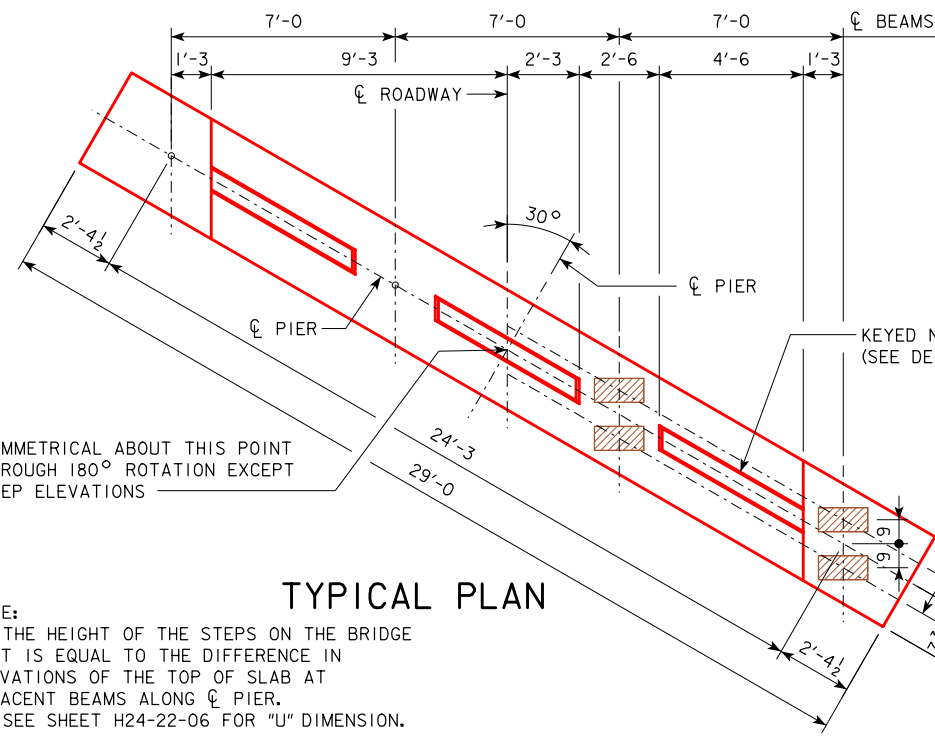 7'-0
7'-0
7'-0
℄ BEAMS
1'-3
9'-3
2'-3
2'-6
4'-6
1'-3
℄ ROADWAY
30°
2'-4½
℄ PIER
℄ PIER
KEYED N
(SEE DE
MMETRICAL ABOUT THIS POINT
ROUGH 180° ROTATION EXCEPT
EP ELEVATIONS
24'-3
29'-0
9
9
2'-4½
TYPICAL PLAN
E:
THE HEIGHT OF THE STEPS ON THE BRIDGE
T IS EQUAL TO THE DIFFERENCE IN
VATIONS OF THE TOP OF SLAB AT
ACENT BEAMS ALONG ℄ PIER.
SEE SHEET H24-22-06 FOR "U" DIMENSION.